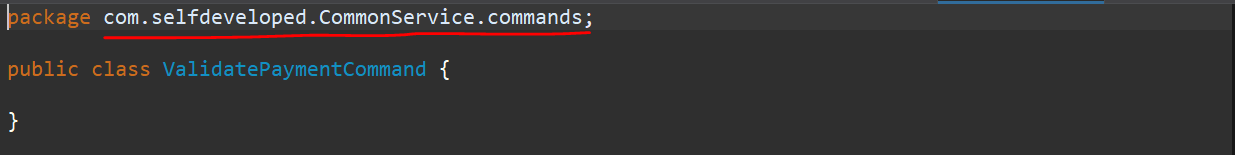 package com.selfdeveloped.CommonService.commands;
public class ValidatePaymentCommand {
}